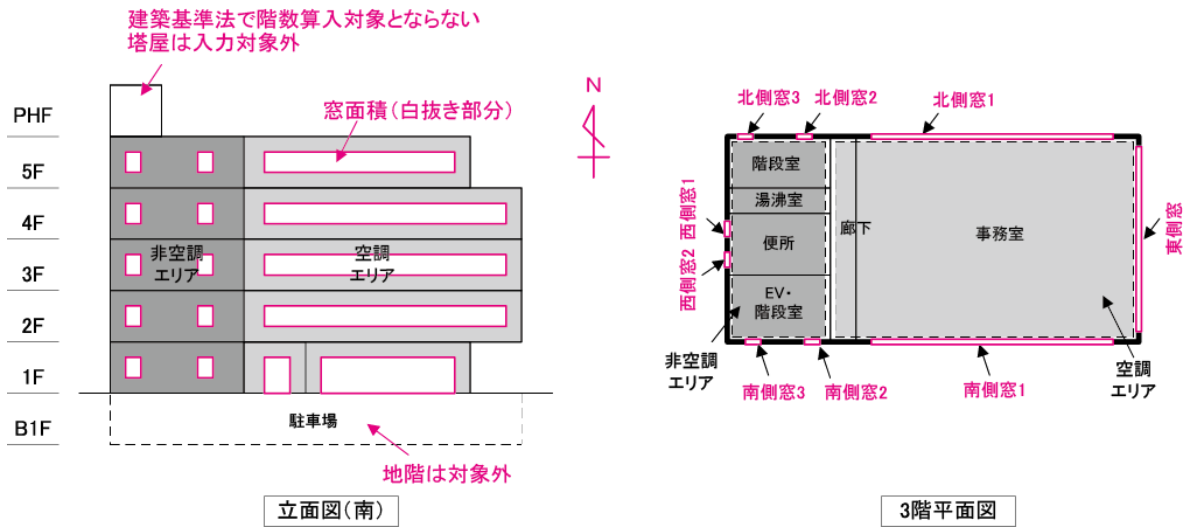 建築基準法で階数算入対象とならない
塔屋は入力対象外
PHF
窓面積(白抜き部分)
5F
4F
3F
2F
1F
B1F
非空調
エリア
空調
エリア
駐車場
地階は対象外
立面図(南)
N
北側窓3
北側窓2
北側窓1
西側窓1
西側窓2
階段室
湯沸室
便所
EV・
階段室
廊下
事務室
東側窓
非空調
エリア
南側窓3
南側窓2
南側窓1
空調
エリア
3階平面図